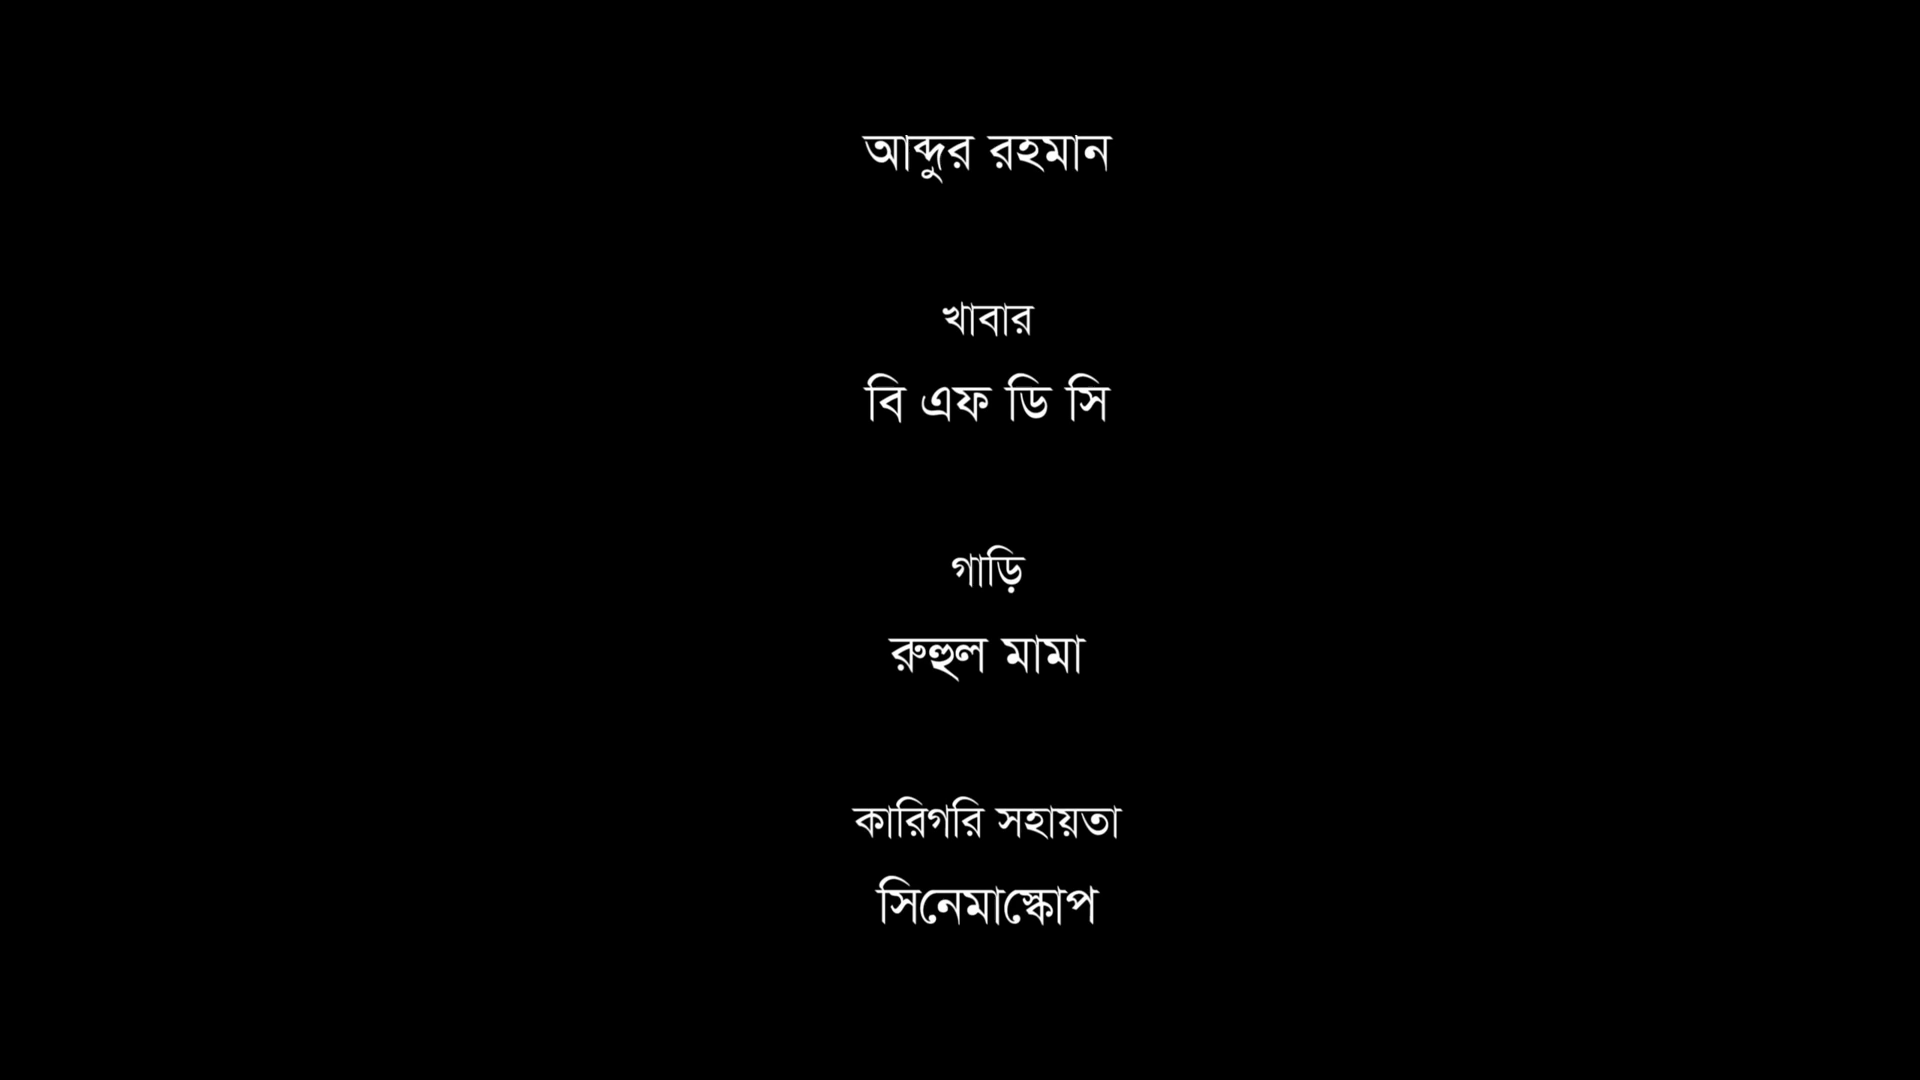 আব্দুর রহমান
খাবার
বি এফ ডি সি
গাড়ি
রুহুল মামা
কারিগরি সহায়তা
সিনেমাস্কোপ